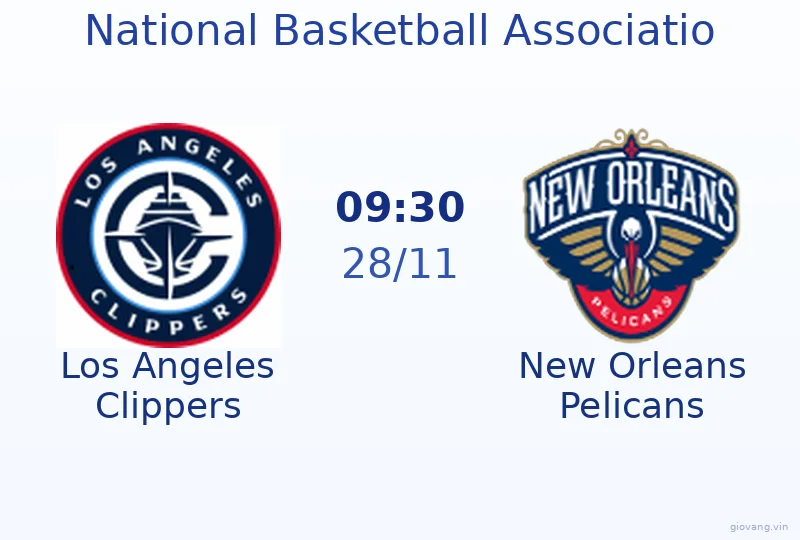 National Basketball Associatio
LOS ANGELES
CLIPPERS
09:30
28/11
NEW ORLEANS
PELICANS
Los Angeles
Clippers
New Orleans
Pelicans
giovang.vin